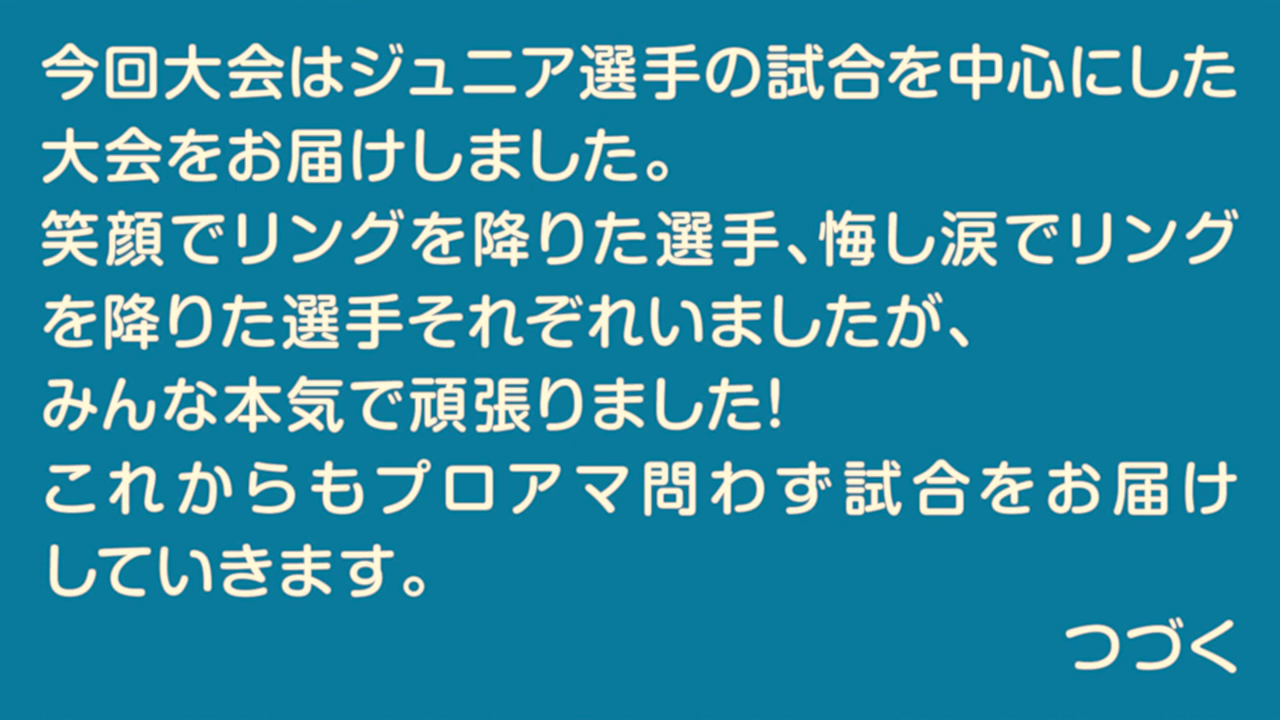 今回大会はジュニア選手の試合を中心にした
大会をお届けしました。
笑顔でリングを降りた選手、悔し涙でリング
を降りた選手それぞれいましたが、
みんな本気で頑張りました!
これからもプロアマ問わず試合をお届け
していきます。
つづく